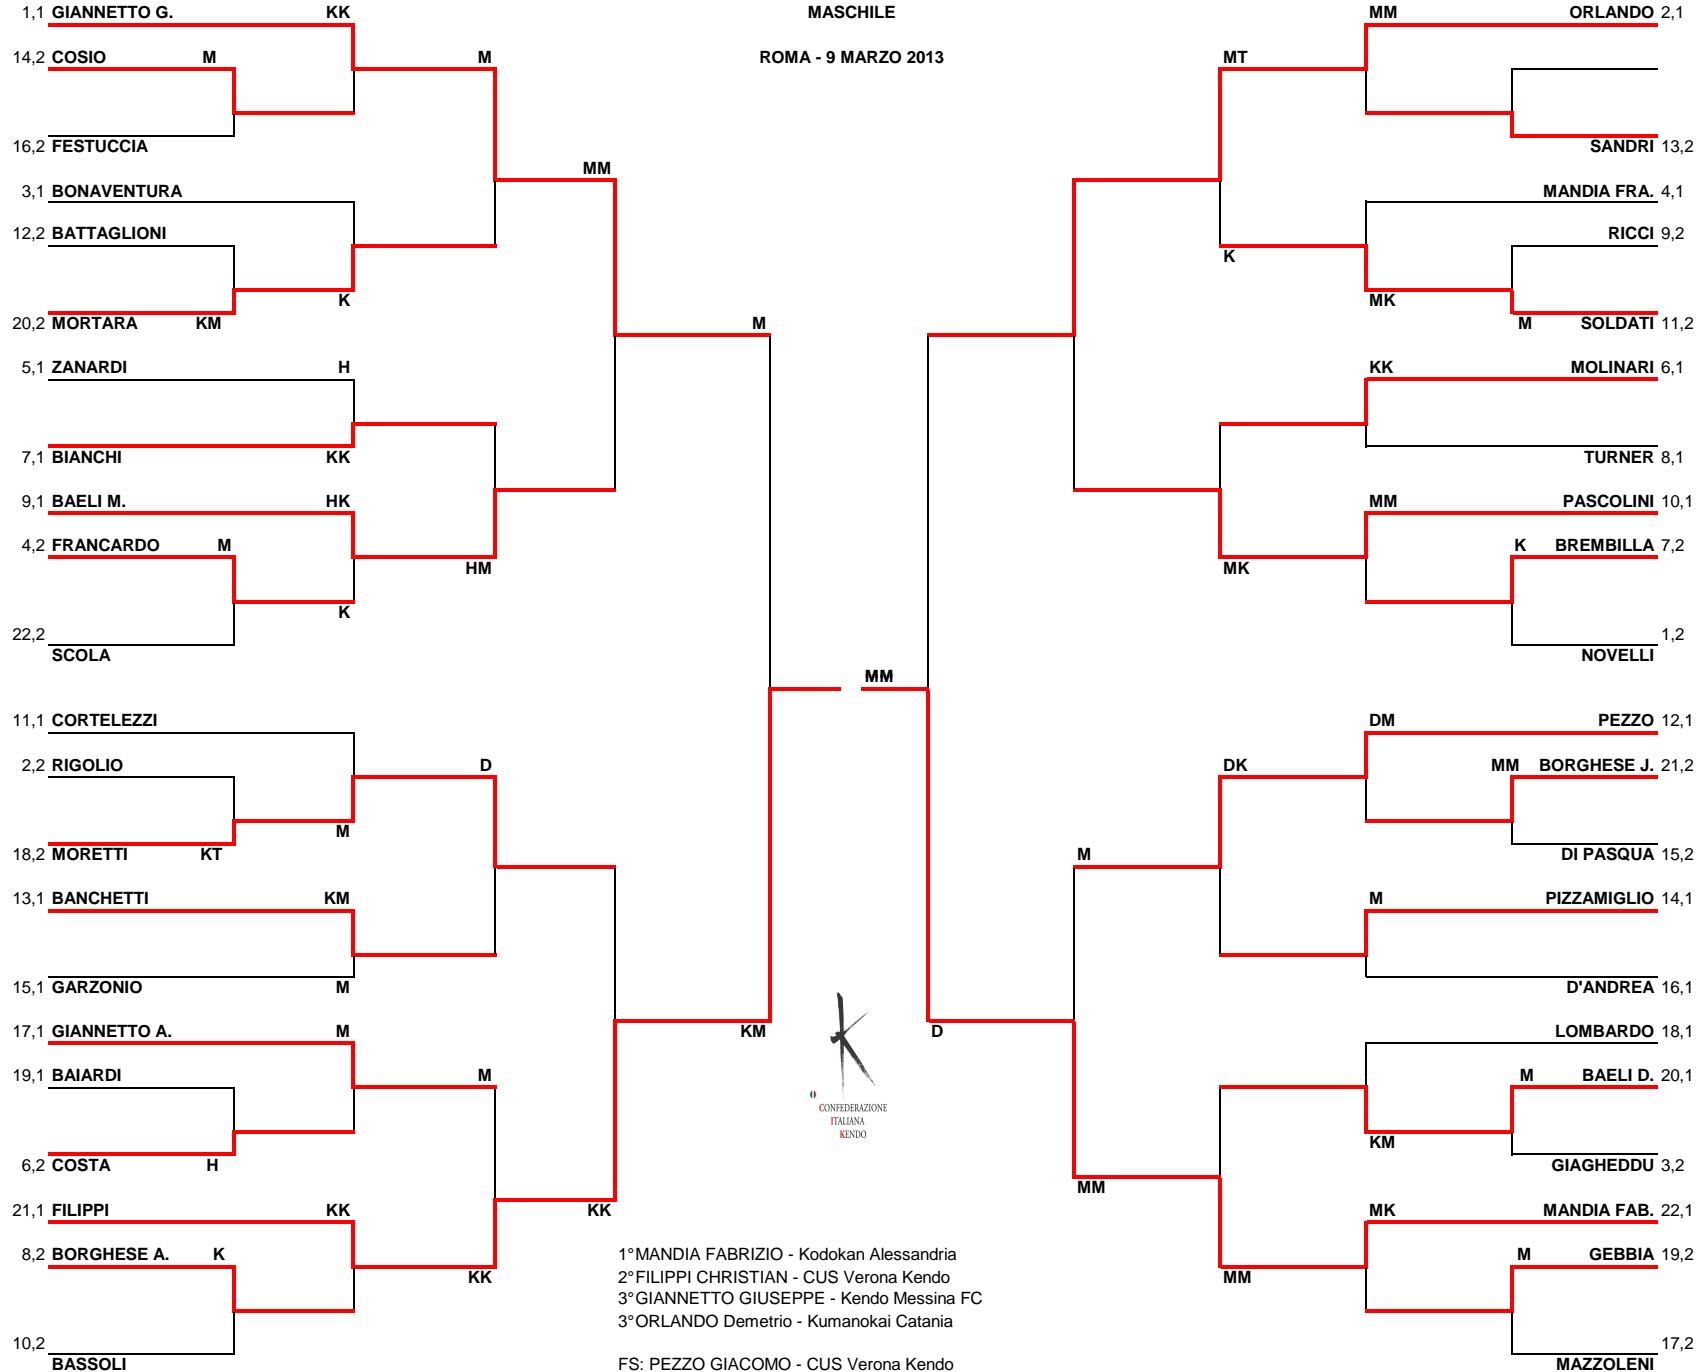 1,1 GIANNETTO G. KK MASCHILE MM ORLANDO 2,1
14,2 COSIO M M ROMA - 9 MARZO 2013 MT
16,2 FESTUCCIA SANDRI 13,2
MM
3,1 BONAVENTURA MANDIA FRA. 4,1
12,2 BATTAGLIONI RICCI 9,2
K
K MK
20,2 MORTARA KM M M SOLDATI 11,2
5,1 ZANARDI H KK MOLINARI 6,1
7,1 BIANCHI KK TURNER 8,1
9,1 BAELI M. HK MM PASCOLINI 10,1
4,2 FRANCARDO M K BREMBILLA 7,2
HM MK
K
22,2 1,2
SCOLA NOVELLI
MM
11,1 CORTELEZZI DM PEZZO 12,1
2,2 RIGOLIO D DK MM BORGHESE J. 21,2
M
18,2 MORETTI KT M DI PASQUA 15,2
13,1 BANCHETTI KM M PIZZAMIGLIO 14,1
15,1 GARZONIO M D'ANDREA 16,1
17,1 GIANNETTO A. M KM D LOMBARDO 18,1
19,1 BAIARDI M M BAELI D. 20,1
CONFEDERAZIONE
ITALIANA
KENDO
KM
6,2 COSTA H GIAGHEDDU 3,2
MM
21,1 FILIPPI KK KK MK MANDIA FAB. 22,1
8,2 BORGHESE A. K 1° MANDIA FABRIZIO - Kodokan Alessandria M GEBBIA 19,2
KK 2° FILIPPI CHRISTIAN - CUS Verona Kendo MM
3° GIANNETTO GIUSEPPE - Kendo Messina FC
3° ORLANDO Demetrio - Kumanokai Catania
10,2 17,2
BASSOLI FS: PEZZO GIACOMO - CUS Verona Kendo MAZZOLENI